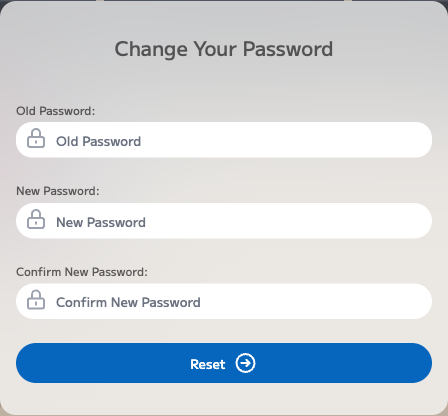 Change Your Password
Old Password:
Old Password
New Password:
New Password
Confirm New Password:
Confirm New Password
Reset